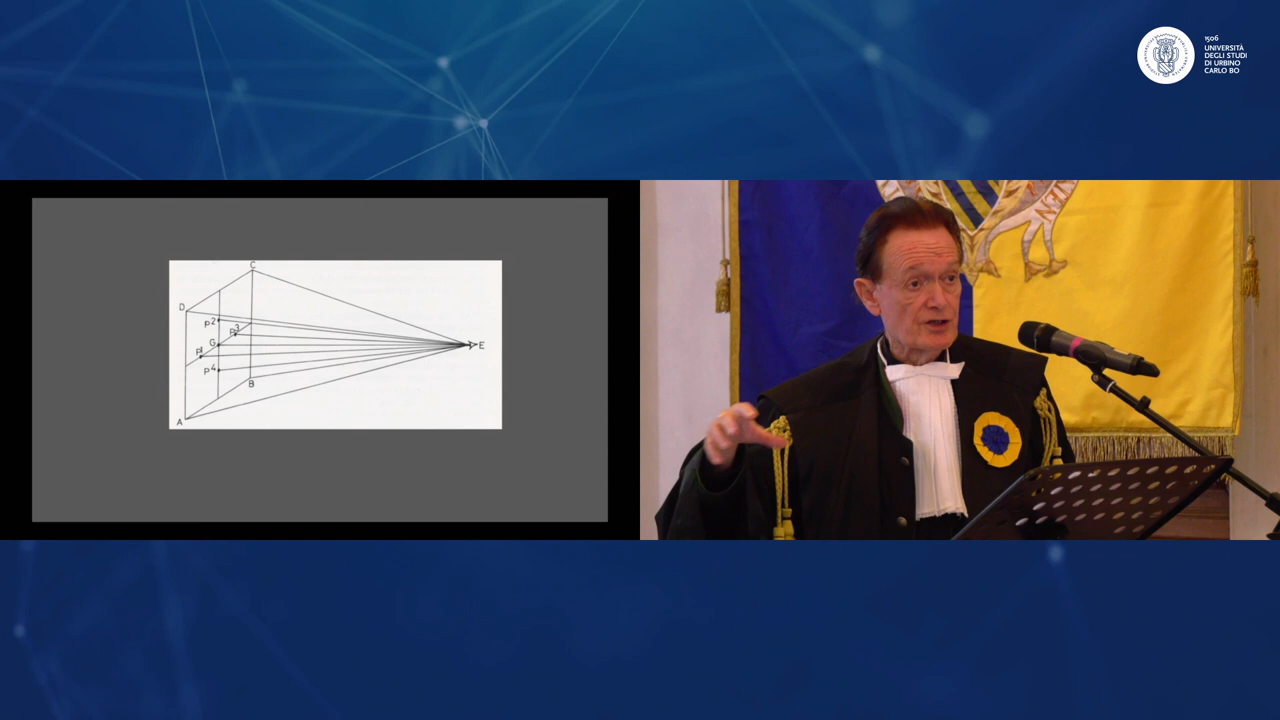 1506
UNIVERSITÀ
DEGLI STUDI
DI URBINO
CARLO BO
C
D
P2
P3
G
P1
E
P4
B
A